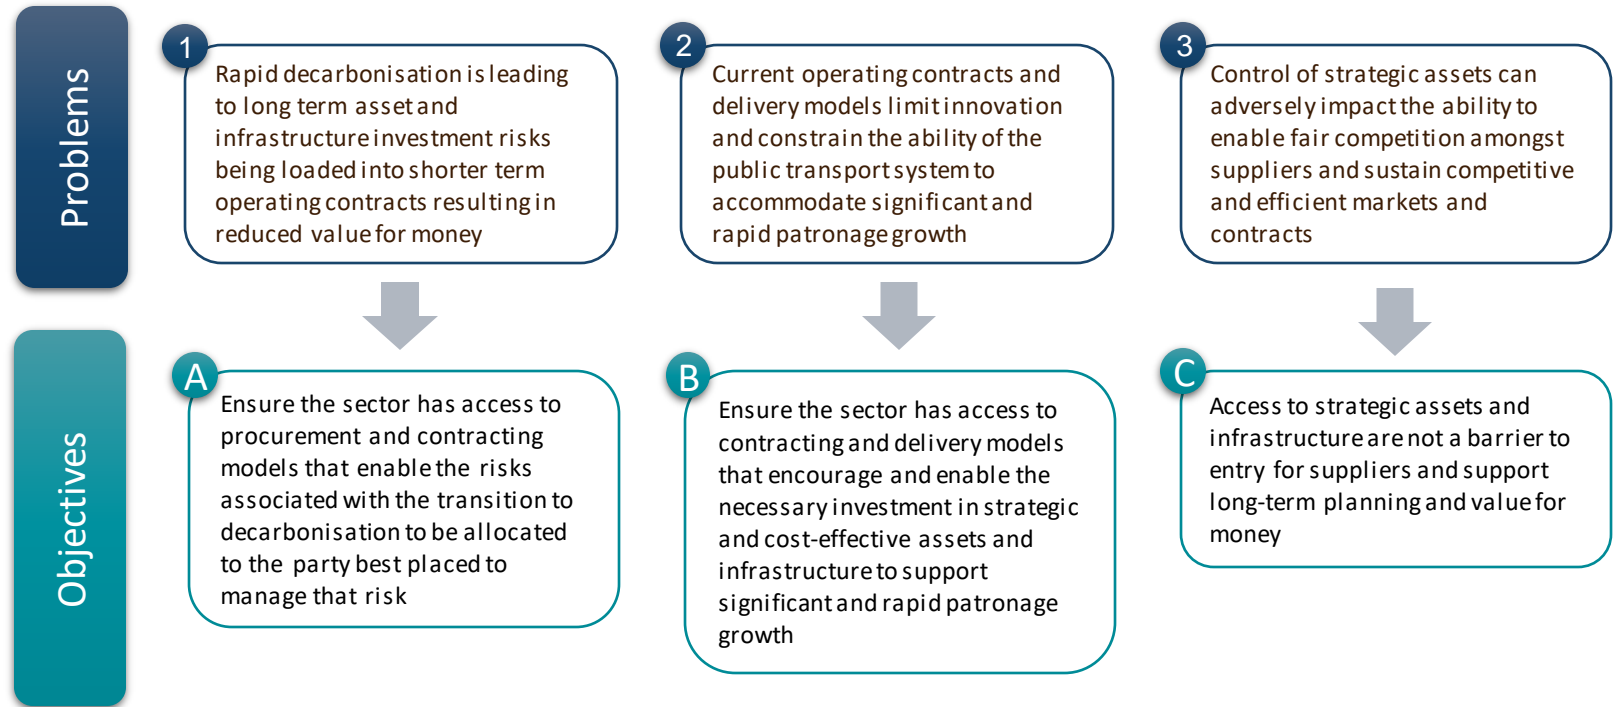 Problems
1
Rapid decarbonisation is leading
to long term asset and
infrastructure investment risks
being loaded into shorter term
operating contracts resulting in
reduced value for money
2
Current operating contracts and
delivery models limit innovation
and constrain the ability of the
public transport system to
accommodate significant and
rapid patronage growth
3
Control of strategic assets can
adversely impact the ability to
enable fair competition amongst
suppliers and sustain competitive
and efficient markets and
contracts
Objectives
A
Ensure the sector has access to
procurement and contracting
models that enable the risks
associated with the transition to
decarbonisation to be allocated
to the party best placed to
manage that risk
B
Ensure the sector has access to
contracting and delivery models
that encourage and enable the
necessary investment in strategic
and cost-effective assets and
infrastructure to support
significant and rapid patronage
growth
C
Access to strategic assets and
infrastructure are not a barrier to
entry for suppliers and support
long-term planning and value for
money